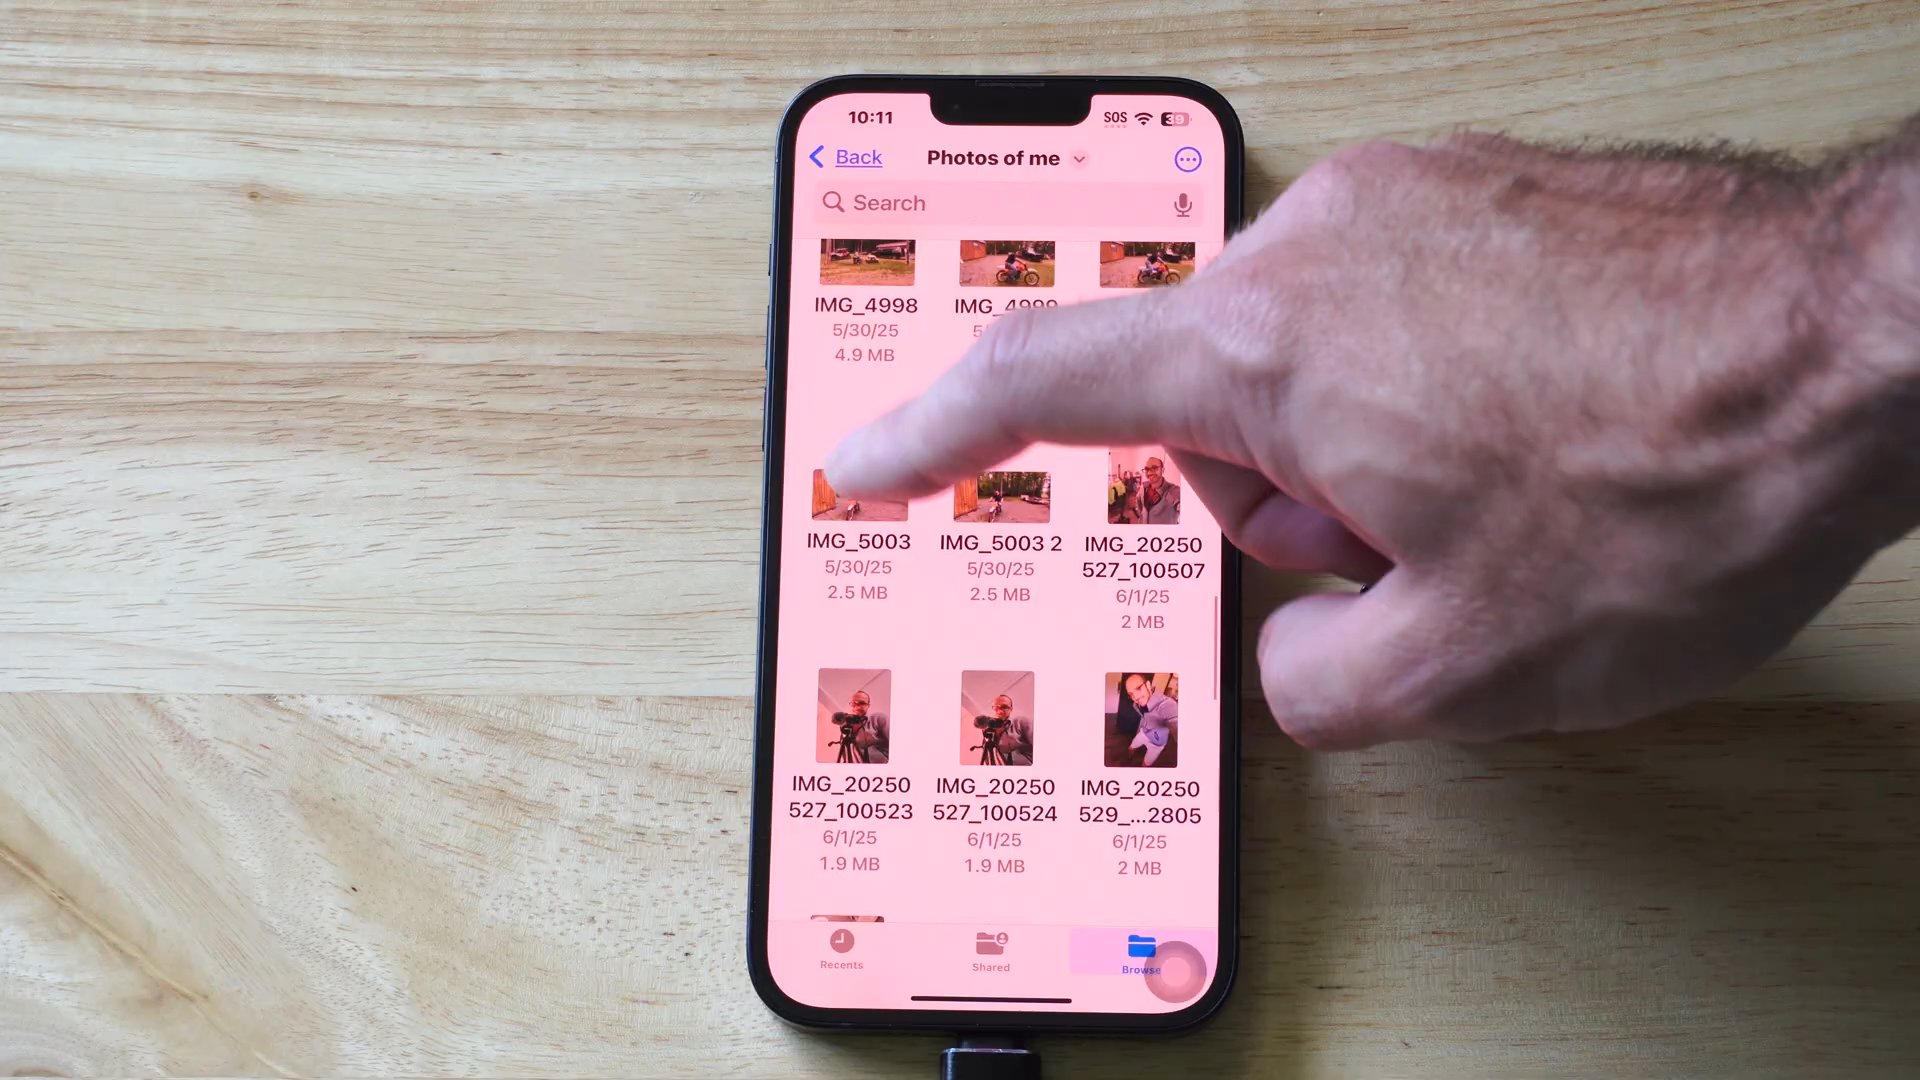 10:11
SOS
39
Back
Photos of me
Search
IMG_4998
IMG_4999
5/30/25
4.9 MB
IMG_5003
IMG_5003 2
IMG_20250
527_100507
5/30/25
5/30/25
6/1/25
2.5 MB
2.5 MB
2 MB
IMG_20250
527_100523
IMG_20250
527_100524
IMG_20250
529_...2805
6/1/25
6/1/25
6/1/25
1.9 MB
1.9 MB
2 MB
Recents
Shared
Browse